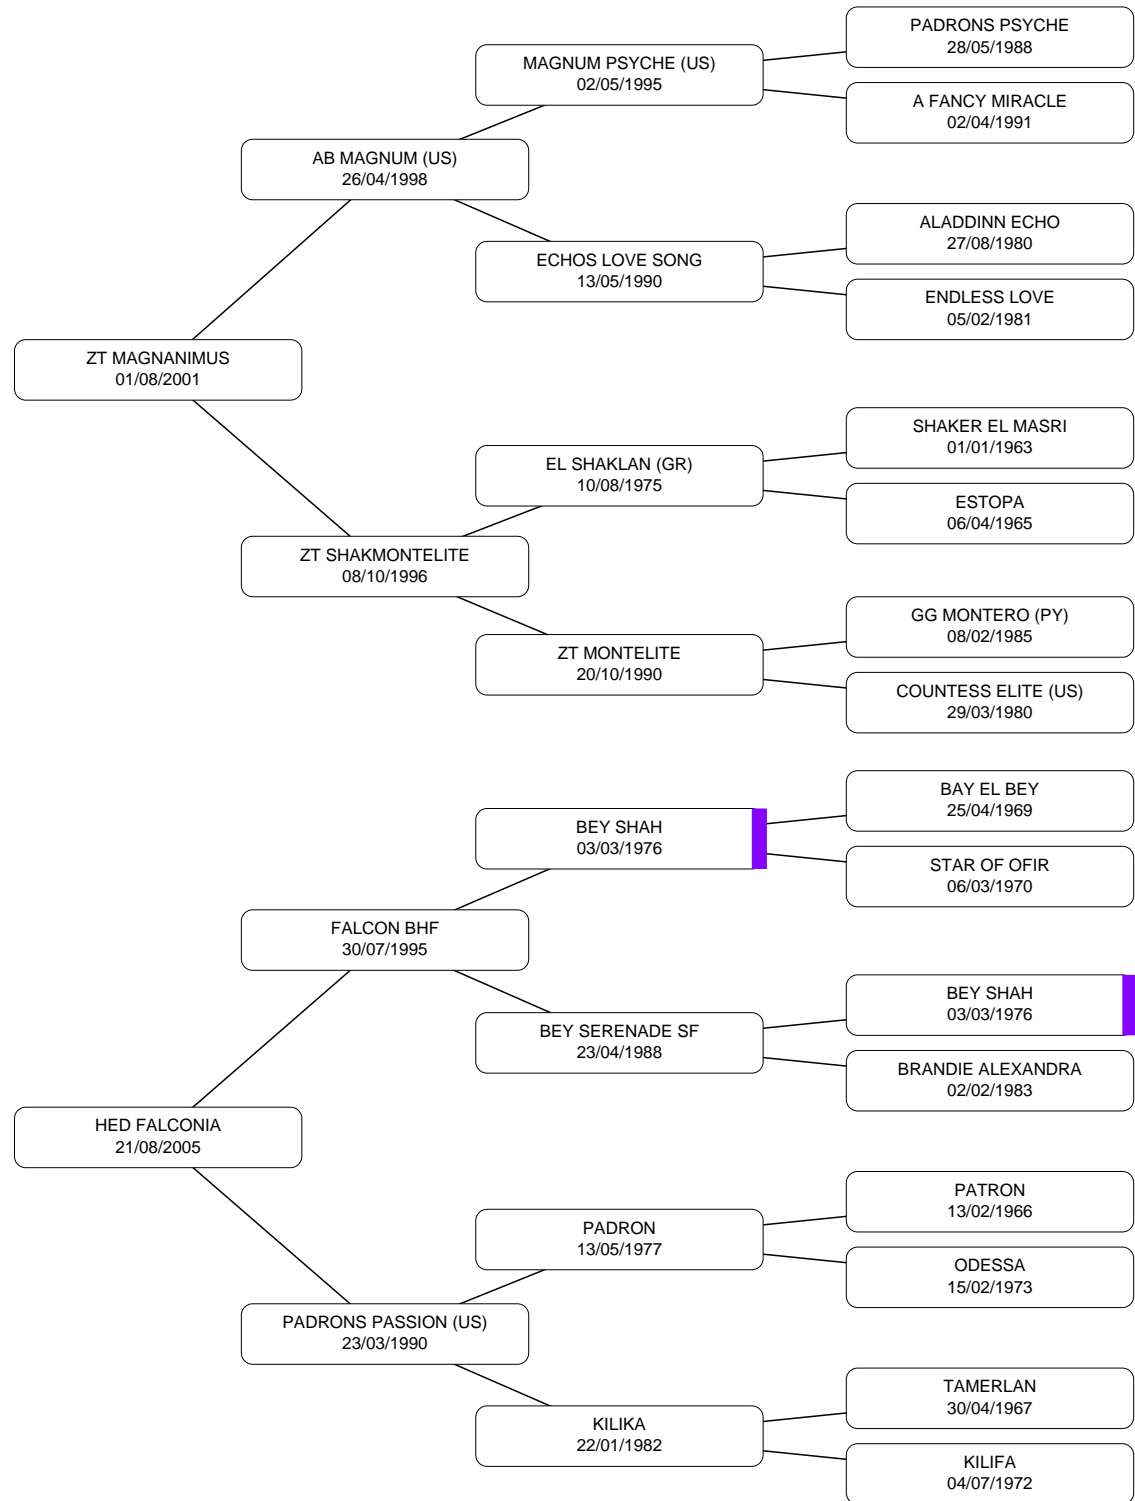 PADRONS PSYCHE
28/05/1988
MAGNUM PSYCHE (US)
02/05/1995
A FANCY MIRACLE
02/04/1991
AB MAGNUM (US)
26/04/1998
ALADDINN ECHO
27/08/1980
ECHOS LOVE SONG
13/05/1990
ENDLESS LOVE
05/02/1981
ZT MAGNANIMUS
01/08/2001
SHAKER EL MASRI
01/01/1963
EL SHAKLAN (GR)
10/08/1975
ESTOPA
06/04/1965
ZT SHAKMONTELITE
08/10/1996
GG MONTERO (PY)
08/02/1985
ZT MONTELITE
20/10/1990
COUNTESS ELITE (US)
29/03/1980
BAY EL BEY
25/04/1969
BEY SHAH
03/03/1976
STAR OF OFIR
06/03/1970
FALCON BHF
30/07/1995
BEY SHAH
03/03/1976
BEY SERENADE SF
23/04/1988
BRANDIE ALEXANDRA
02/02/1983
HED FALCONIA
21/08/2005
PATRON
13/02/1966
PADRON
13/05/1977
ODESSA
15/02/1973
PADRONS PASSION (US)
23/03/1990
TAMERLAN
30/04/1967
KILIKA
22/01/1982
KILIFA
04/07/1972